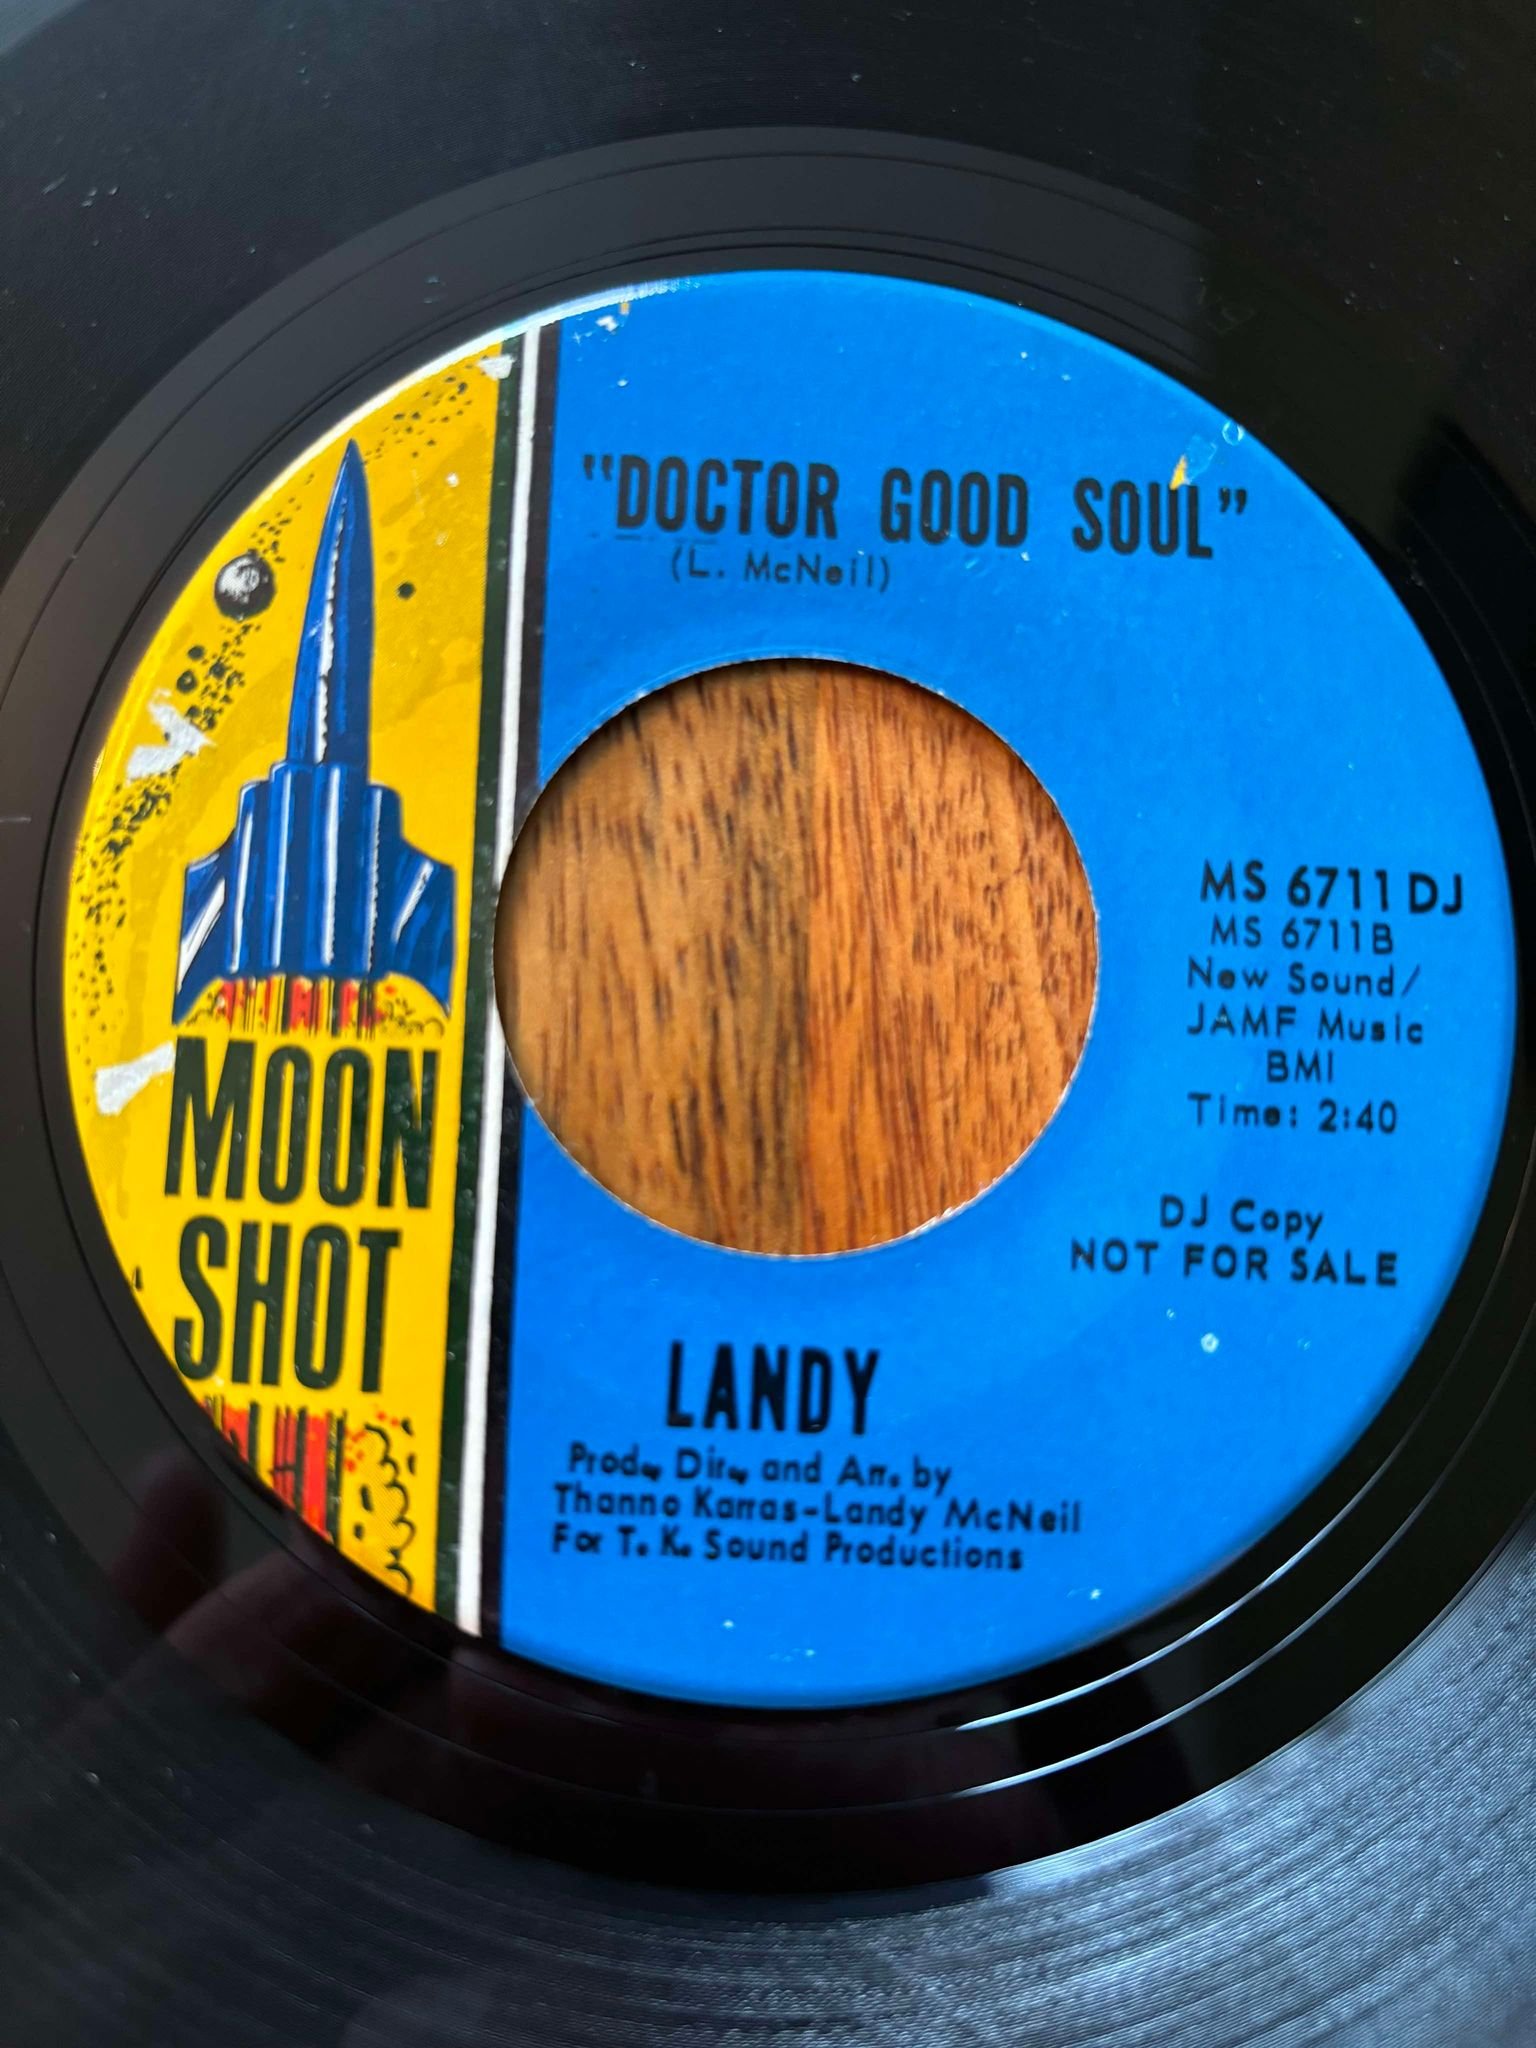 "DOCTOR GOOD SOUL"
(L. McNeil)
MS 6711 DJ
MS 6711B
New Sound/
JAMF Music
BMI
Time: 2:40
DJ Copy
NOT FOR SALE
MOON
SHOT
LANDY
Prod., Dir., and Arr. by
Thanno Karras-Landy McNeil
For T. K. Sound Productions